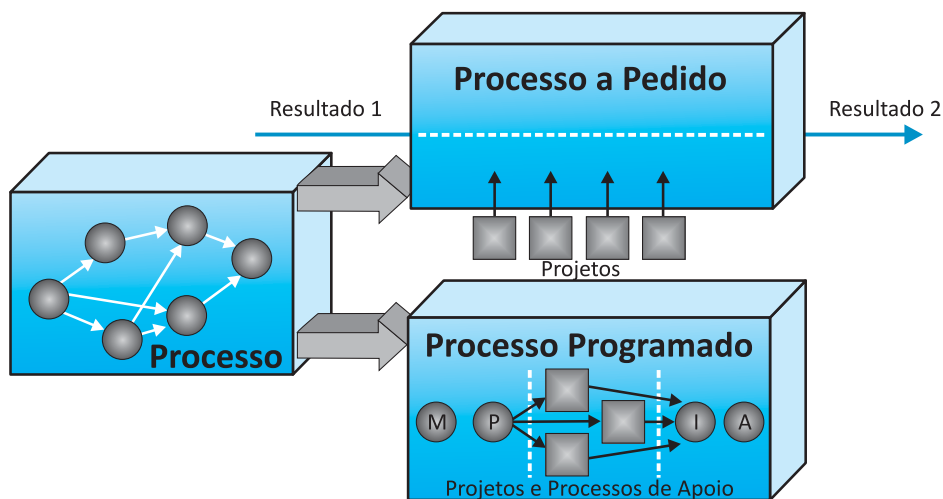 Processo a Pedido
Resultado 1
Resultado 2
Projetos
Processo
Processo Programado
M
P
I
A
Projetos e Processos de Apoio